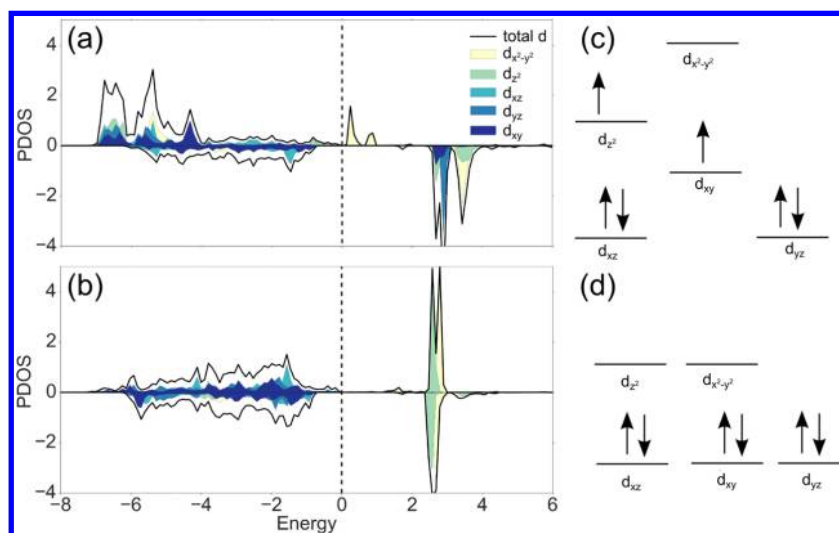 (a)
4
2
0
−2
−4
PDOS
total d
dx²-y²
dz²
dxz
dyz
dxy
(b)
4
2
0
−2
−4
PDOS
−8 −6 −4 −2 0 2 4 6
Energy
(c)
dx²-y²
dz²
dxy
dxz dyz
(d)
dz² dx²-y²
dxz dxy dyz